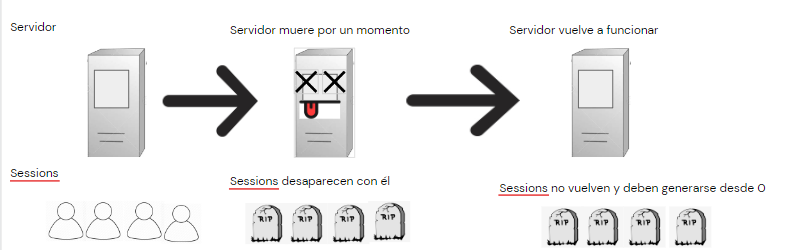 Servidor
Servidor muere por un momento
Servidor vuelve a funcionar
Sessions
Sessions desaparecen con él
Sessions no vuelven y deben generarse desde 0
RIP
RIP
RIP
RIP
RIP
RIP
RIP
RIP